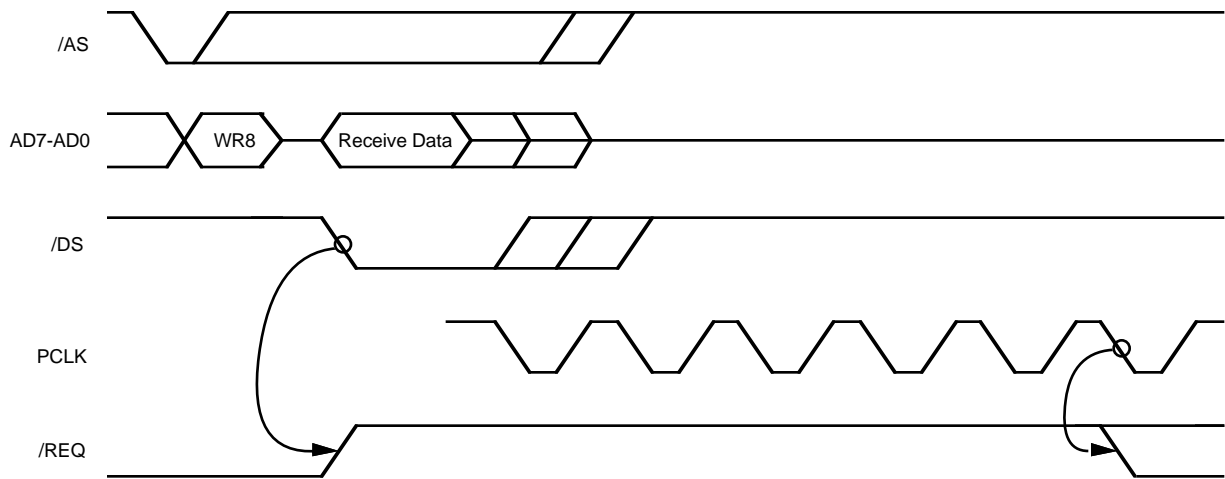 /AS
AD7-AD0
WR8
Receive Data
/DS
PCLK
/REQ